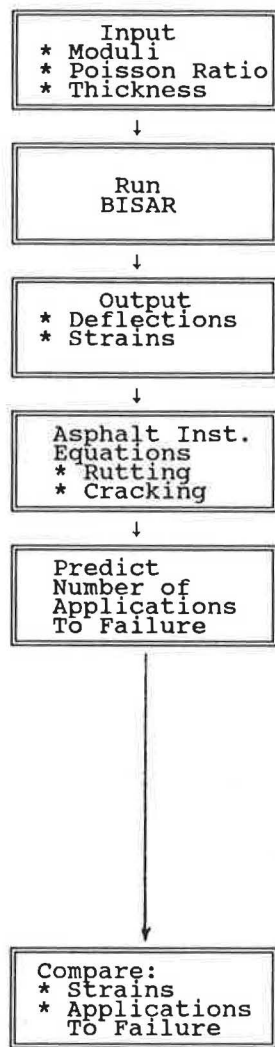 Input
* Moduli
* Poisson Ratio
* Thickness
↓
Run
BISAR
↓
Output
* Deflections
* Strains
↓
Asphalt Inst.
Equations
* Rutting
* Cracking
↓
Predict
Number of
Applications
To Failure
Compare:
* Strains
* Applications
To Failure